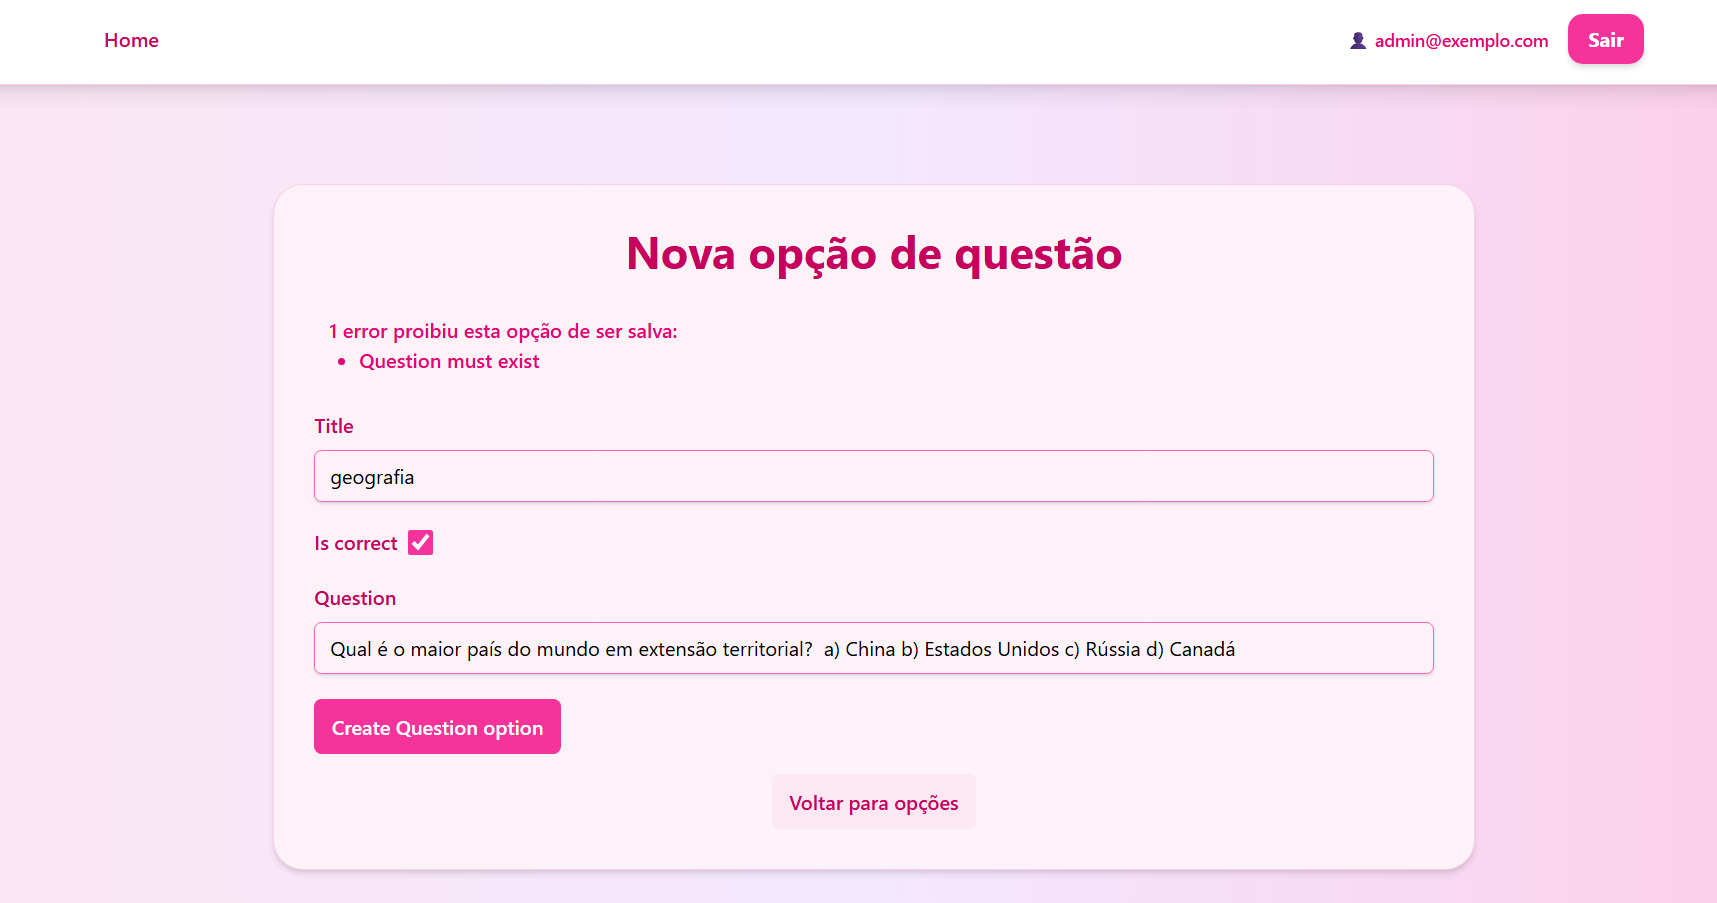 Home
admin@exemplo.com
Sair
Nova opção de questão
1 error proibiu esta opção de ser salva:
Question must exist
Title
geografia
Is correct
Question
Qual é o maior país do mundo em extensão territorial?  a) China b) Estados Unidos c) Rússia d) Canadá
Create Question option
Voltar para opções